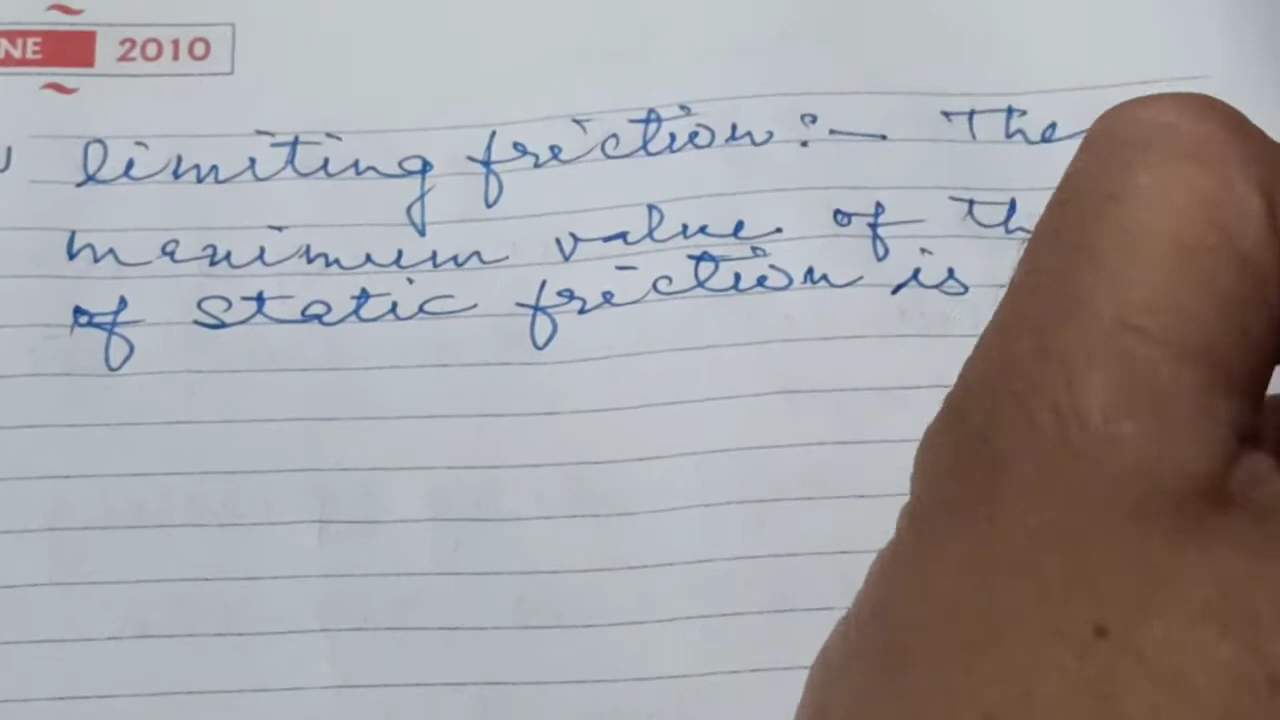 NE 2010
limiting friction :- The
maximum value of th
of static friction is